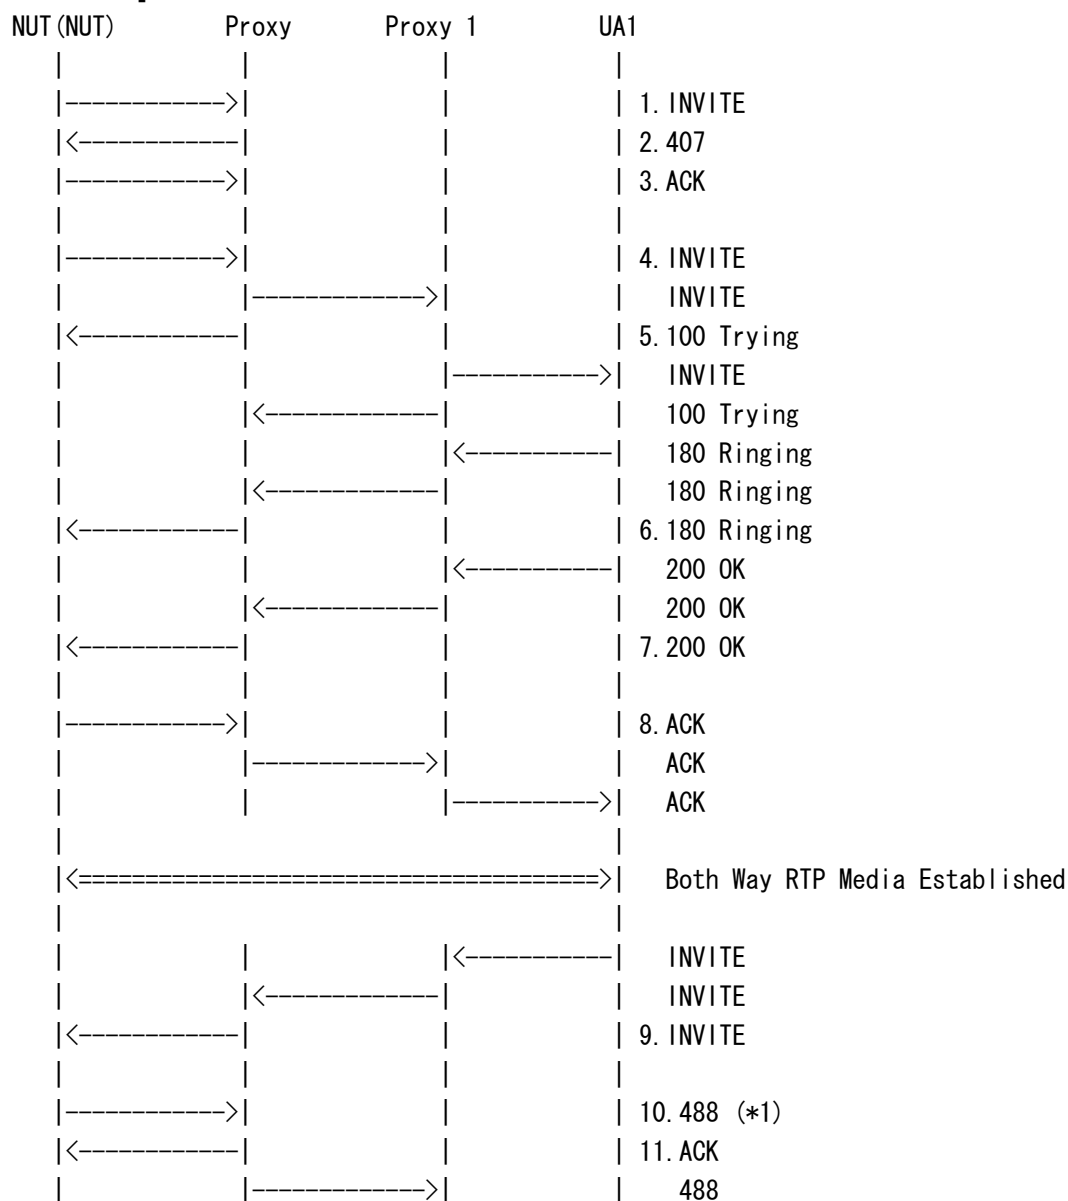 NUT(NUT) Proxy Proxy 1 UA1
| | | |
|------------>| | | 1.INVITE
|<------------| | | 2.407
|------------>| | | 3.ACK
| | | |
|------------>| | | 4.INVITE
| |------------->| | INVITE
|<------------| | | 5.100 Trying
| | |----------->| INVITE
| |<-------------| | 100 Trying
| | |<-----------| 180 Ringing
| |<-------------| | 180 Ringing
|<------------| | | 6.180 Ringing
| | |<-----------| 200 OK
| |<-------------| | 200 OK
|<------------| | | 7.200 OK
| | | |
|------------>| | | 8.ACK
| |------------->| | ACK
| | |----------->| ACK
| |
|<=======================================>| Both Way RTP Media Established
| |
| | |<-----------| INVITE
| |<-------------| | INVITE
|<------------| | | 9.INVITE
| | | |
|------------>| | | 10.488 (*1)
|<------------| | | 11.ACK
| |------------->| | 488